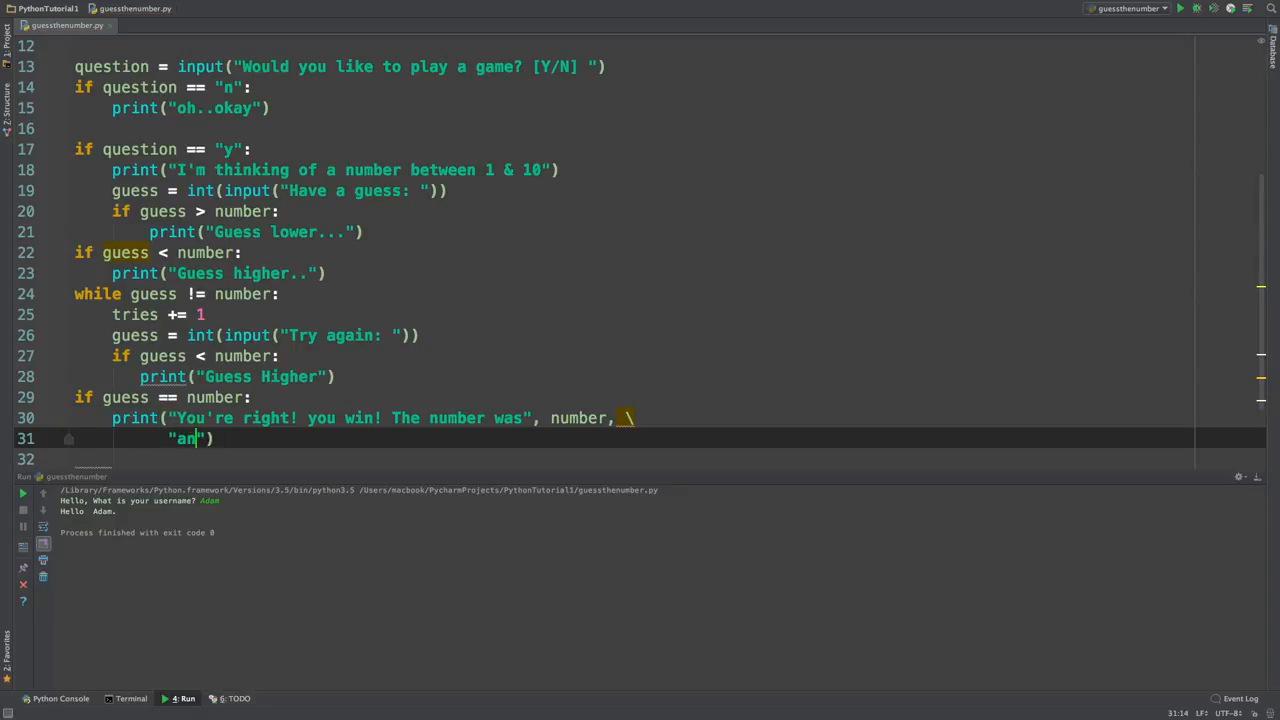 PythonTutorial1 guessthenumber.py guessthenumber
guessthenumber.py
1: Project
Z: Structure
2: Favorites
Database
12
13 question = input("Would you like to play a game? [Y/N] ")
14 if question == "n":
15 print("oh..okay")
16
17 if question == "y":
18 print("I'm thinking of a number between 1 & 10")
19 guess = int(input("Have a guess: "))
20 if guess > number:
21 print("Guess lower...")
22 if guess < number:
23 print("Guess higher..")
24 while guess != number:
25 tries += 1
26 guess = int(input("Try again: "))
27 if guess < number:
28 print("Guess Higher")
29 if guess == number:
30 print("You're right! you win! The number was", number, \
31 "an")
32
Run guessthenumber
/Library/Frameworks/Python.framework/Versions/3.5/bin/python3.5 /Users/macbook/PycharmProjects/PythonTutorial1/guessthenumber.py
Hello, What is your username? Adam
Hello  Adam.
Process finished with exit code 0
Python Console Terminal 4: Run 6: TODO Event Log
31:14 LF÷ UTF-8÷